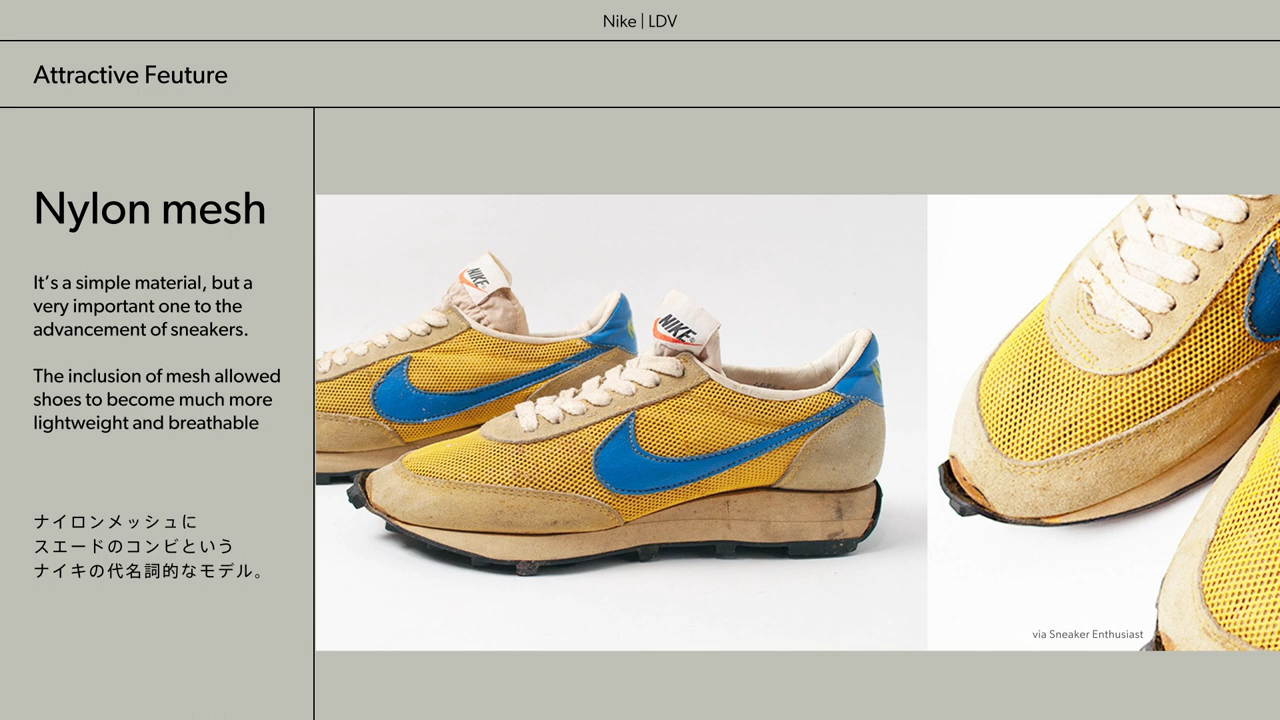 Nike | LDV
Attractive Feuture
Nylon mesh
It's a simple material, but a
very important one to the
advancement of sneakers.
The inclusion of mesh allowed
shoes to become much more
lightweight and breathable
ナイロンメッシュに
スエードのコンビという
ナイキの代名詞的なモデル。
NIKE
NIKE
via Sneaker Enthusiast